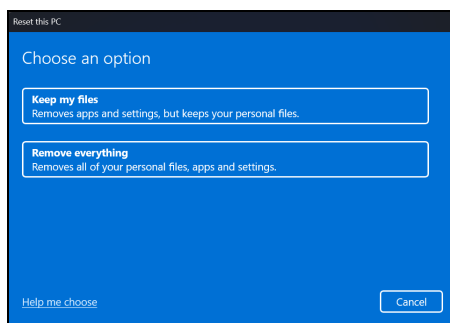 Reset this PC
Choose an option
Keep my files
Removes apps and settings, but keeps your personal files.
Remove everything
Removes all of your personal files, apps and settings.
Help me choose
Cancel